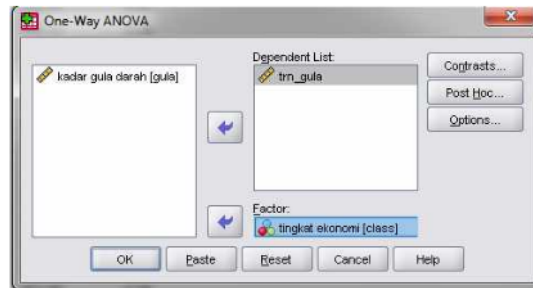 One-Way ANOVA
Dependent List:
kadar gula darah [gula]
trn_gula
Contrasts...
Post Hoc...
Options...
Factor:
tingkat ekonomi [class]
OK Paste Reset Cancel Help